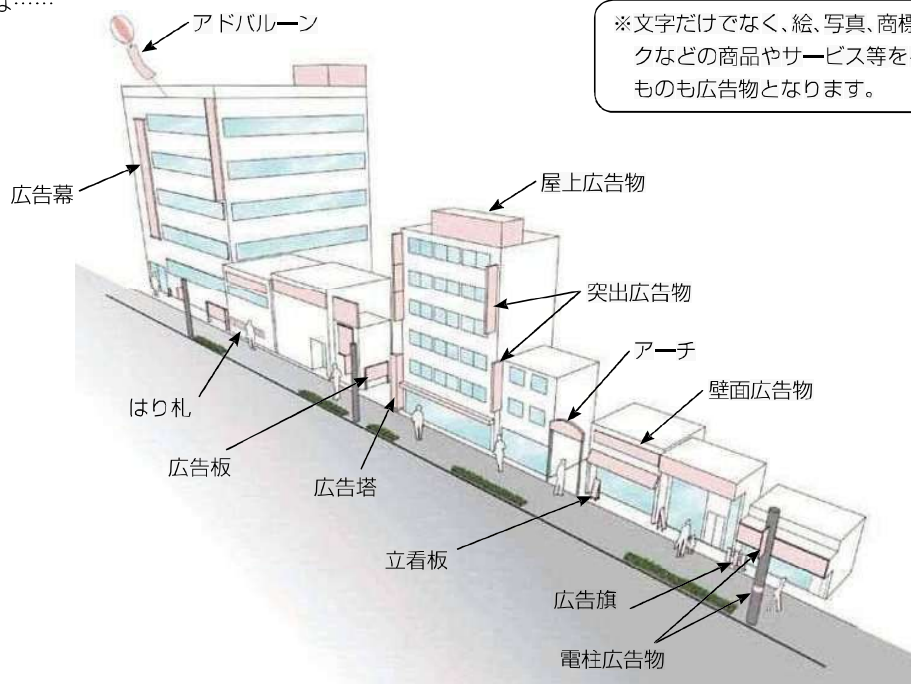 は……
アドバルーン
※文字だけでなく、絵、写真、商標
クなどの商品やサービス等を
ものも広告物となります。
広告幕
屋上広告物
突出広告物
アーチ
壁面広告物
はり札
広告板
広告塔
立看板
広告旗
電柱広告物